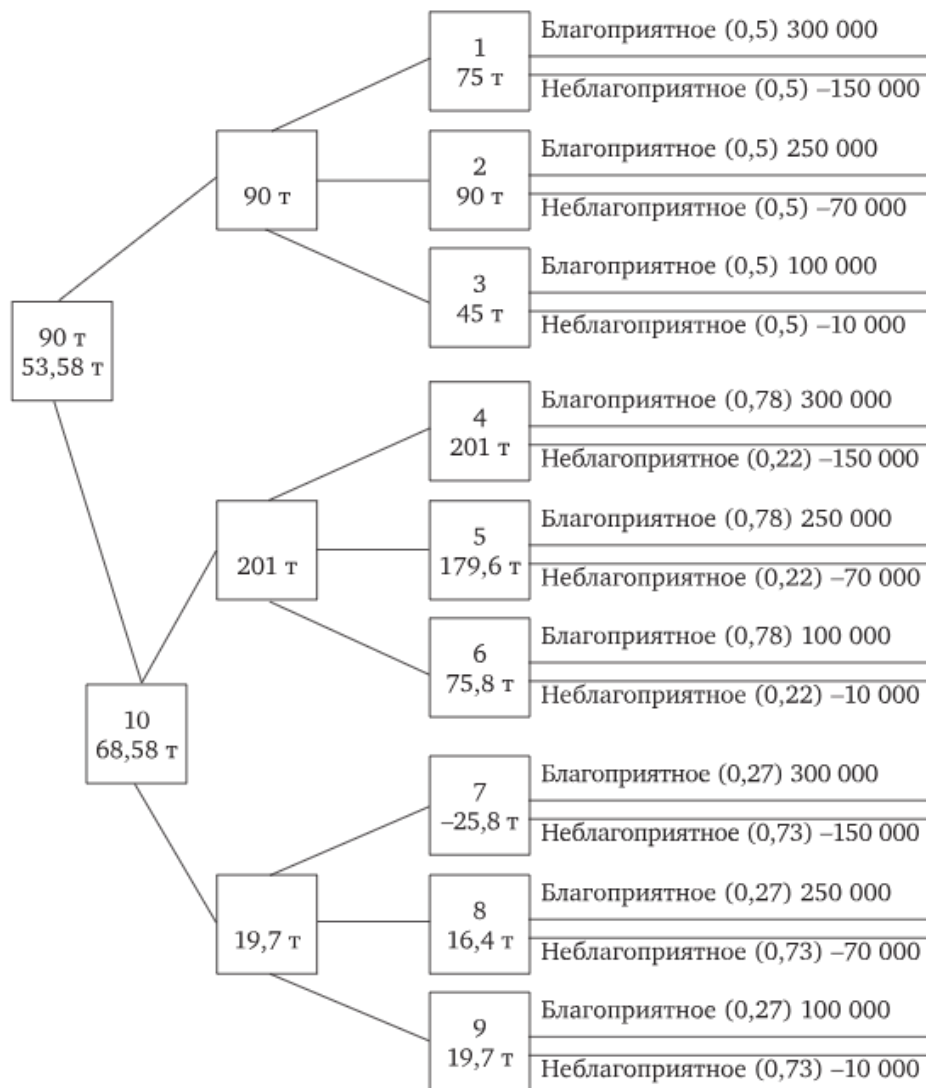 1
75 т
Благоприятное (0,5) 300 000
Неблагоприятное (0,5) –150 000
90 т
2
90 т
Благоприятное (0,5) 250 000
Неблагоприятное (0,5) –70 000
3
45 т
Благоприятное (0,5) 100 000
Неблагоприятное (0,5) –10 000
90 т
53,58 т
4
201 т
Благоприятное (0,78) 300 000
Неблагоприятное (0,22) –150 000
201 т
5
179,6 т
Благоприятное (0,78) 250 000
Неблагоприятное (0,22) –70 000
6
75,8 т
Благоприятное (0,78) 100 000
Неблагоприятное (0,22) –10 000
10
68,58 т
7
–25,8 т
Благоприятное (0,27) 300 000
Неблагоприятное (0,73) –150 000
19,7 т
8
16,4 т
Благоприятное (0,27) 250 000
Неблагоприятное (0,73) –70 000
9
19,7 т
Благоприятное (0,27) 100 000
Неблагоприятное (0,73) –10 000